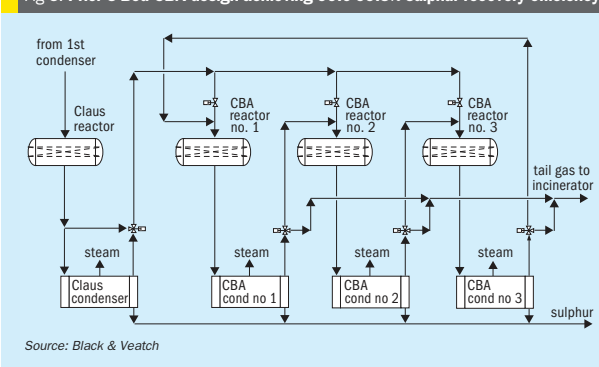 from 1st
condenser
Claus
reactor
CBA
reactor
no. 1
CBA
reactor
no. 2
CBA
reactor
no. 3
tail gas to
incinerator
steam
steam
steam
steam
Claus
condenser
CBA
cond no 1
CBA
cond no 2
CBA
cond no 3
sulphur
Source: Black & Veatch